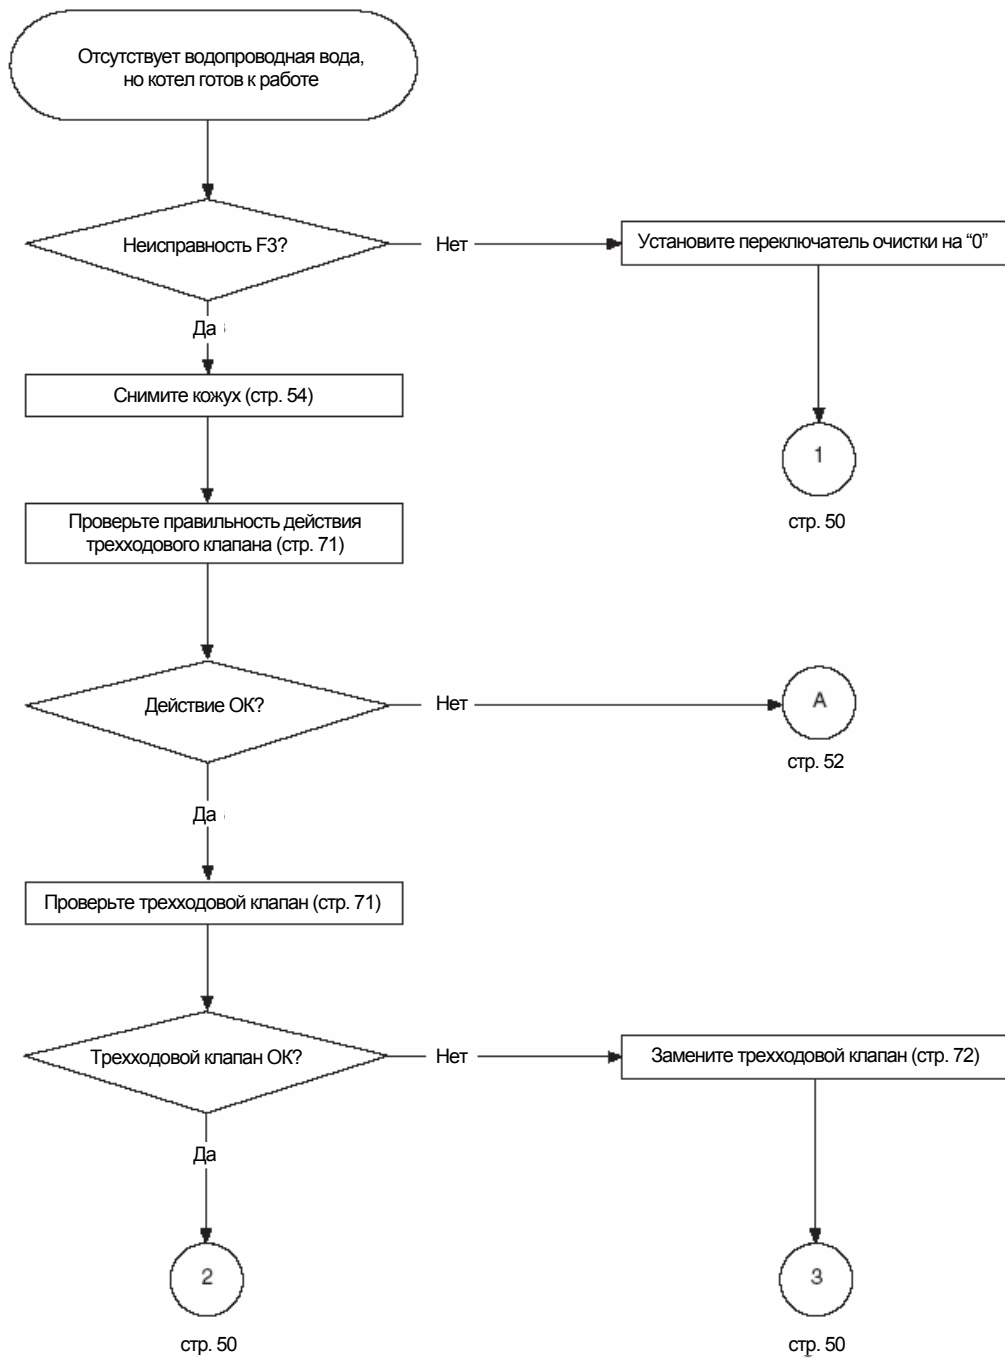 Отсутствует водопроводная вода,
но котел готов к работе
Неисправность F3?
Нет
Установите переключатель очистки на “0”
Да
Снимите кожух (стр. 54)
1
стр. 50
Проверьте правильность действия
трехходового клапана (стр. 71)
Действие ОК?
Нет
A
стр. 52
Да
Проверьте трехходовой клапан (стр. 71)
Трехходовой клапан ОК?
Нет
Замените трехходовой клапан (стр. 72)
Да
2
стр. 50
3
стр. 50